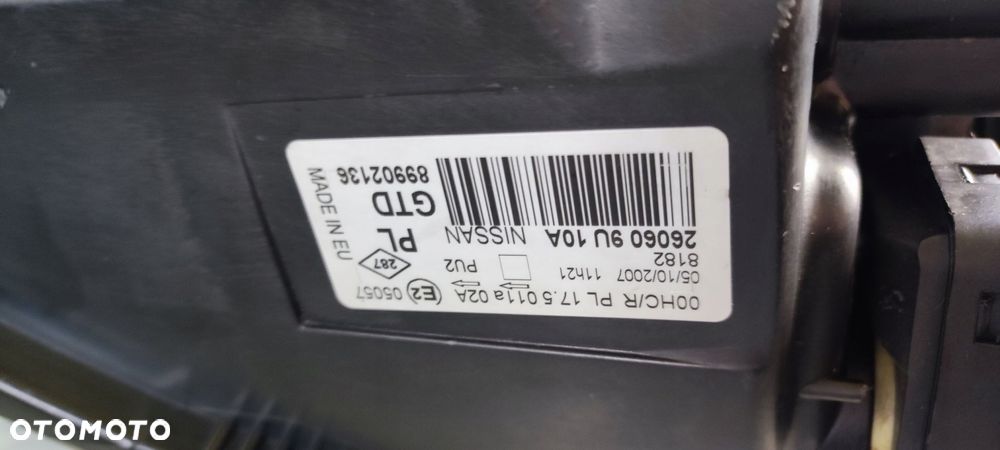 00HC/R PL 17.5 011a 02A E2 05057
05/10/2007 11h21
8182
PU2
287
26060 9U 10A NISSAN PL
GTD
89902136
MADE IN EU
OTOMOTO